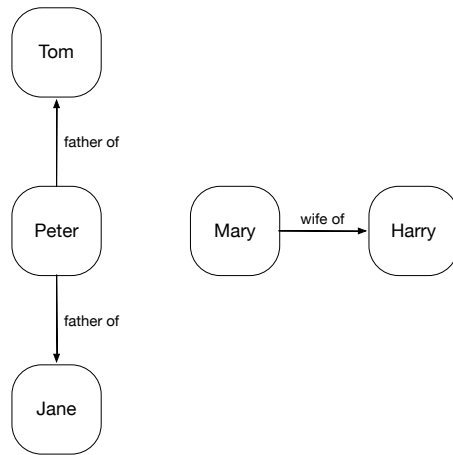 Tom
father of
Peter
Mary
wife of
Harry
father of
Jane